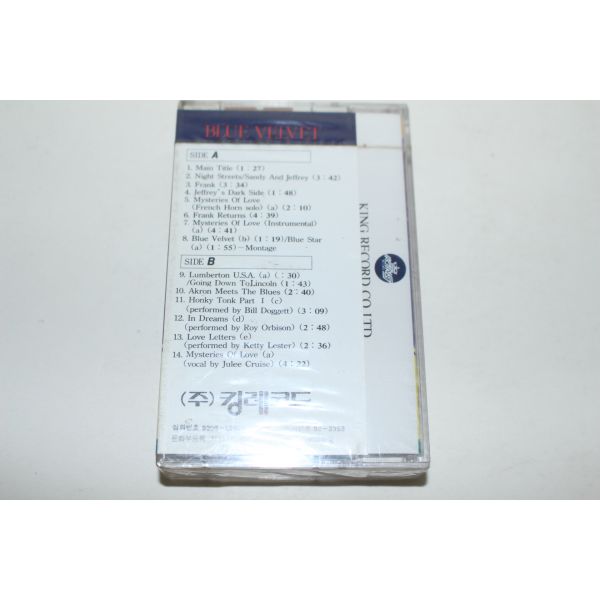 BLUE VELVET
SIDE A
1. Main Title (1 : 27)
2. Night Streets/Sandy And Jeffrey (3 : 42)
3. Frank (3 : 34)
4. Jeffrey's Dark Side (1 : 48)
5. Mysteries Of Love
(French Horn solo) (a) (2 : 10)
6. Frank Returns (4 : 39)
7. Mysteries Of Love (Instrumental)
(a) (4 : 41)
8. Blue Velvet (b) (1 : 19)/Blue Star
(a) (1 : 55)-Montage
SIDE B
9. Lumberton U.S.A. (a) ( : 30)
/Going Down To Lincoln (1 : 43)
10. Akron Meets The Blues (2 : 40)
11. Honky Tonk Part I (c)
(performed by Bill Doggett) (3 : 09)
12. In Dreams (d)
(performed by Roy Orbison) (2 : 48)
13. Love Letters (e)
(performed by Ketty Lester) (2 : 36)
14. Mysteries Of Love (a)
(vocal by Julee Cruise) (4 : 22)
(주) 킹레코드
심의번호
KING RECORD CO. LTD.